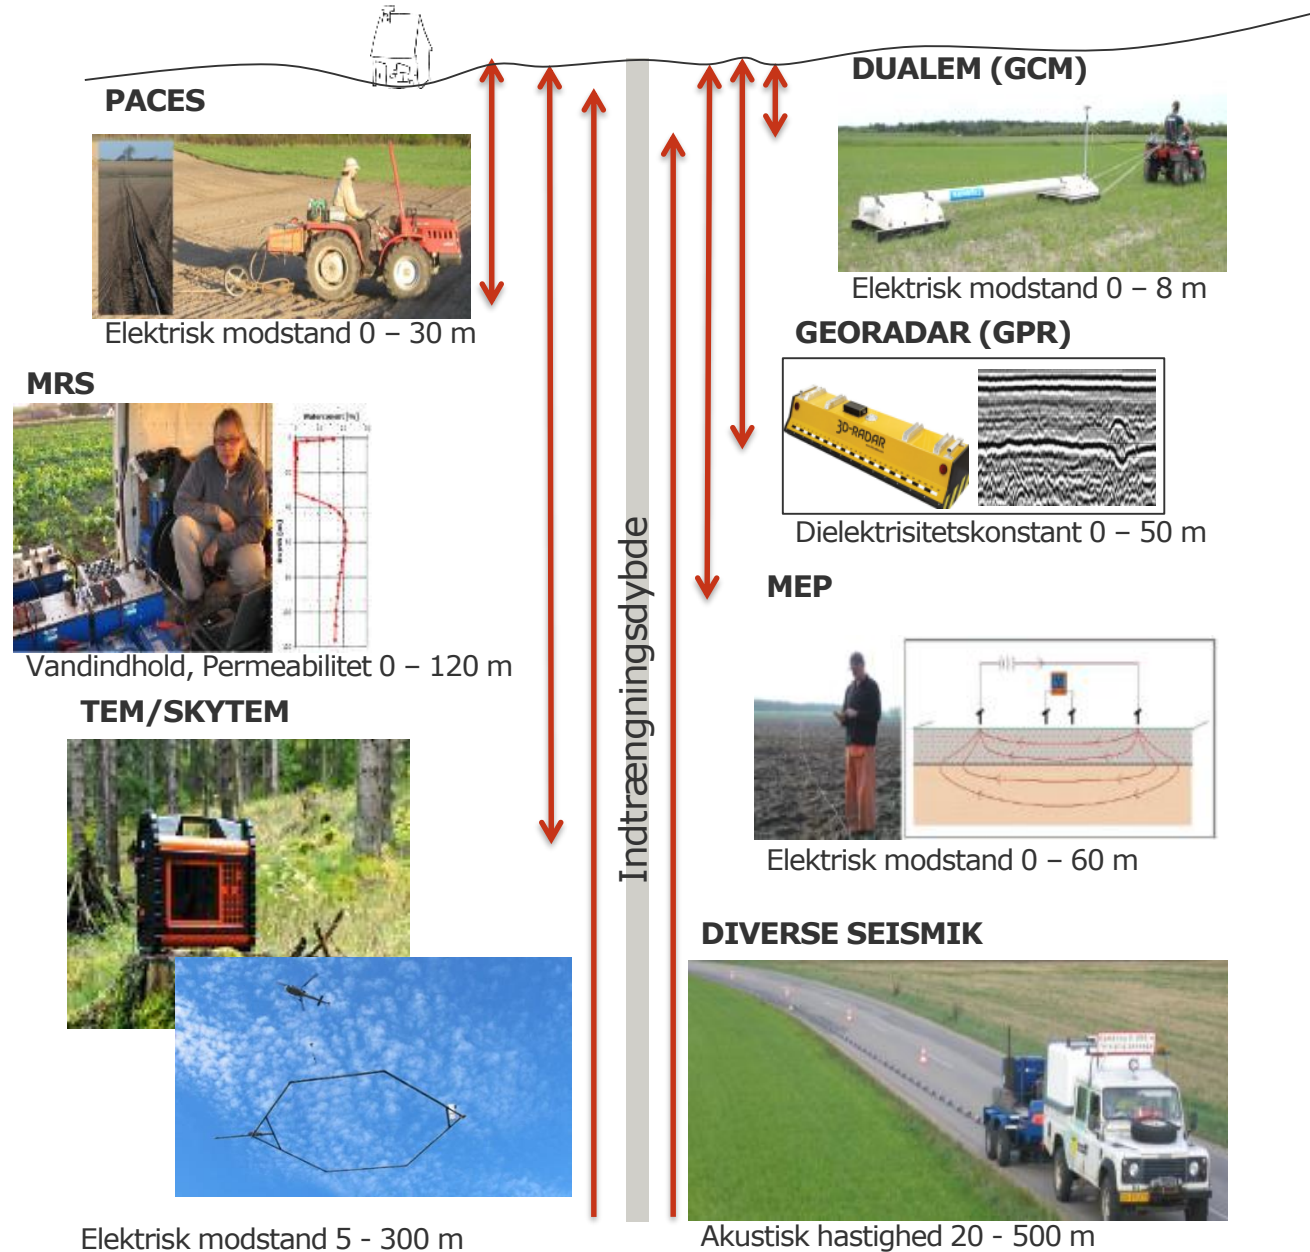 PACES
Elektrisk modstand 0 – 30 m
MRS
Vandindhold, Permeabilitet 0 – 120 m
TEM/SKYTEM
Elektrisk modstand 5 - 300 m
Indtrængningsdybde
DUALEM (GCM)
Elektrisk modstand 0 – 8 m
GEORADAR (GPR)
3D-RADAR
Dielektrisitetskonstant 0 – 50 m
MEP
Elektrisk modstand 0 – 60 m
DIVERSE SEISMIK
Akustisk hastighed 20 - 500 m